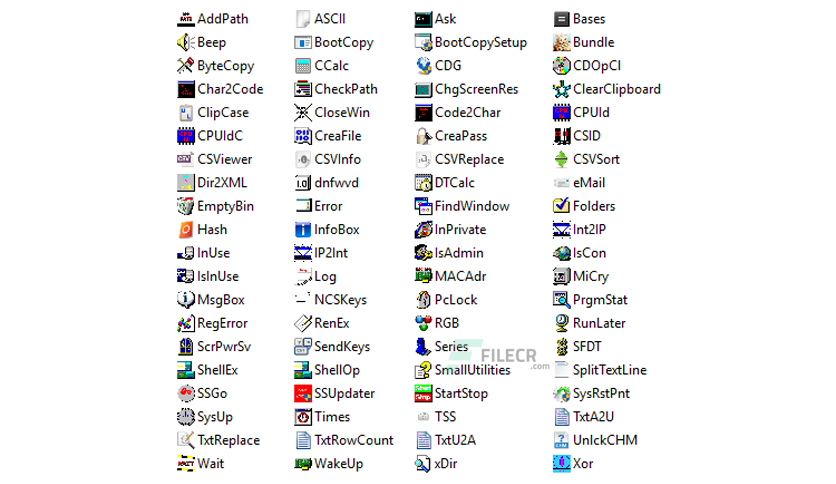 AddPath ASCII Ask Bases
Beep BootCopy BootCopySetup Bundle
ByteCopy CCalc CDG CDOpCl
Char2Code CheckPath ChgScreenRes ClearClipboard
ClipCase CloseWin Code2Char CPUId
CPUIdC CreaFile CreaPass CSID
CSViewer CSVInfo CSVReplace CSVSort
Dir2XML dnfwvd DTCalc eMail
EmptyBin Error FindWindow Folders
Hash InfoBox InPrivate Int2IP
InUse IP2Int IsAdmin IsCon
IsInUse Log MACAdr MiCry
MsgBox NCSKeys PcLock PrgmStat
RegError RenEx RGB RunLater
ScrPwrSv SendKeys Series SFDT
FILECR
.com
ShellEx ShellOp SmallUtilities SplitTextLine
SSGo SSUpdater StartStop SysRstPnt
SysUp Times TSS TxtA2U
TxtReplace TxtRowCount TxtU2A UnlckCHM
Wait WakeUp xDir Xor